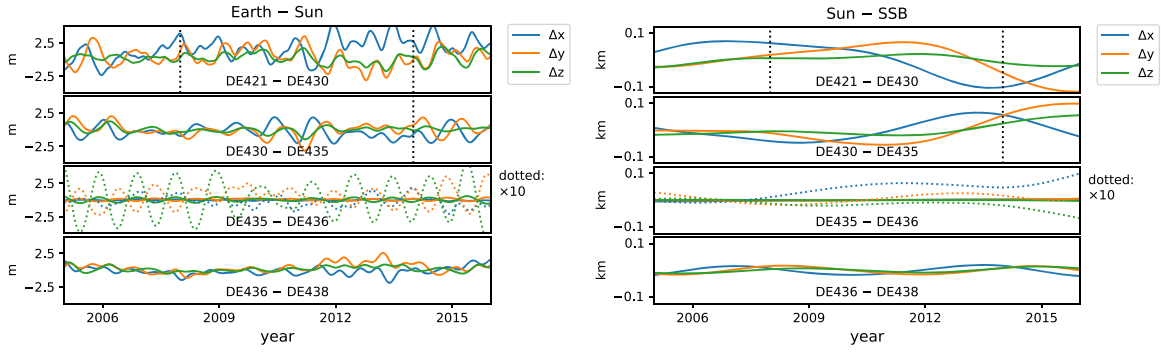 Earth − Sun
m
2.5
−2.5
DE421 − DE430
Δx
Δy
Δz
m
2.5
−2.5
DE430 − DE435
m
2.5
−2.5
DE435 − DE436
dotted:
×10
m
2.5
−2.5
DE436 − DE438
2006
2009
2012
2015
year
Sun − SSB
km
0.1
−0.1
DE421 − DE430
Δx
Δy
Δz
km
0.1
−0.1
DE430 − DE435
km
0.1
−0.1
DE435 − DE436
dotted:
×10
km
0.1
−0.1
DE436 − DE438
2006
2009
2012
2015
year